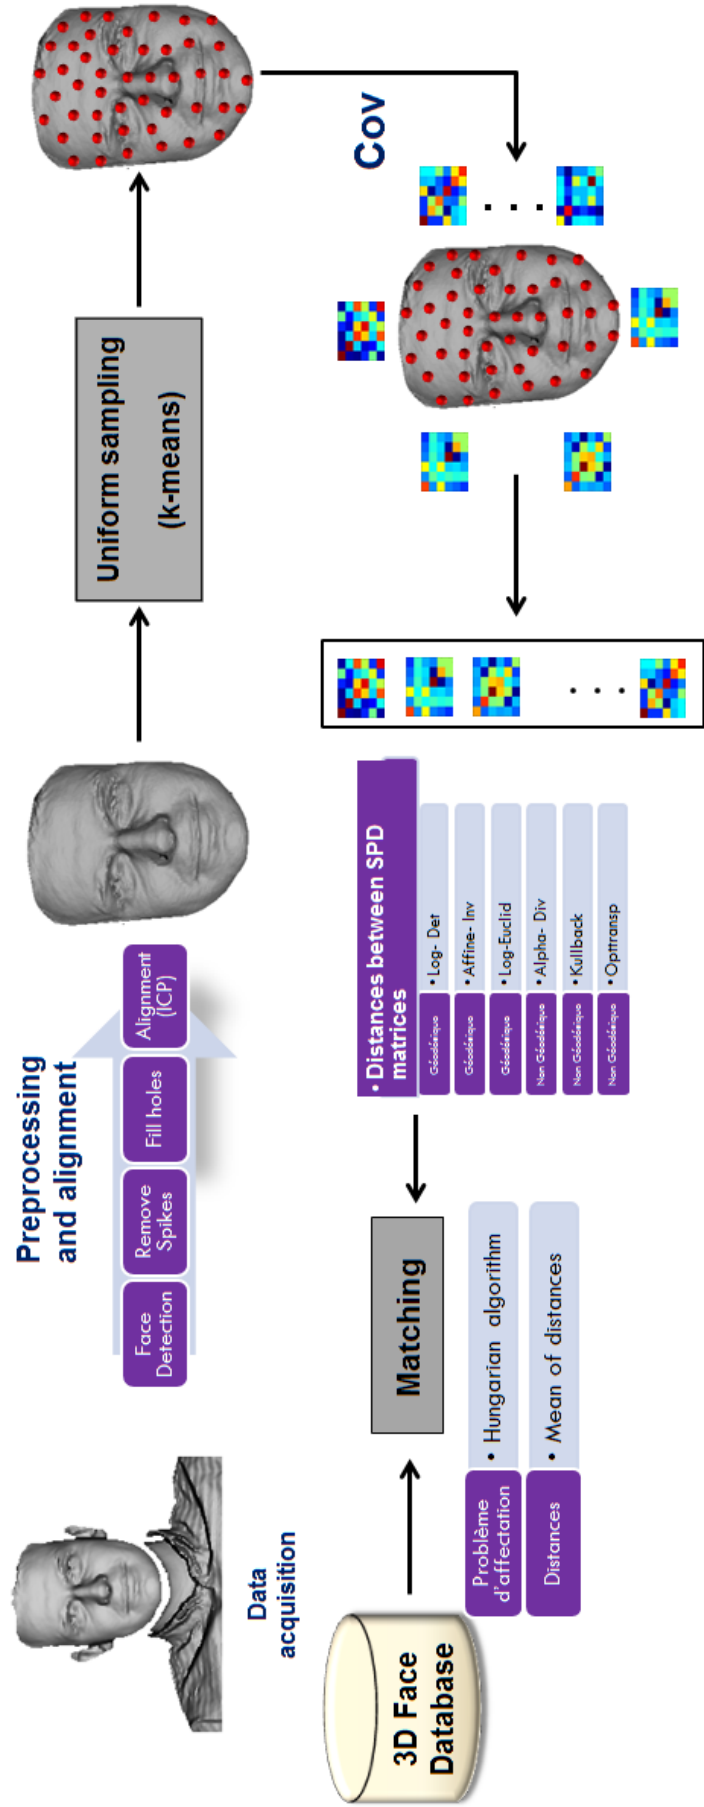 Data
acquisition
Preprocessing
and alignment
Face
Detection
Remove
Spikes
Fill holes
Alignment
(ICP)
Uniform sampling
(k-means)
Cov
• Distances between SPD
matrices
Géodésique
• Log- Det
Géodésique
• Affine- Inv
Géodésique
• Log-Euclid
Non Géodésique
• Alpha- Div
Non Géodésique
• Kullback
Non Géodésique
• Opttransp
Matching
Problème
d'affectation
• Hungarian algorithm
Distances
• Mean of distances
3D Face
Database